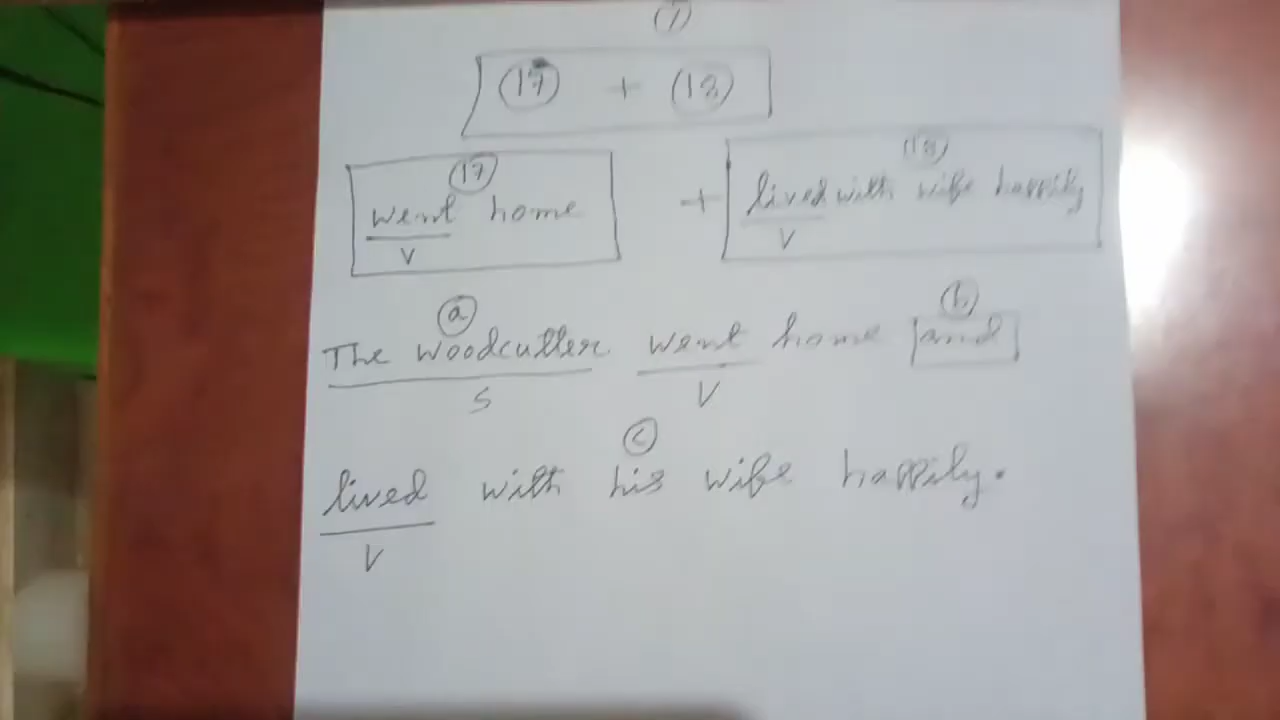 (7)
(17) + (18)
(17) (18)
went home + lived with wife happily
V V
(a) (b)
The woodcutter went home and
S V
(c)
lived with his wife happily.
V